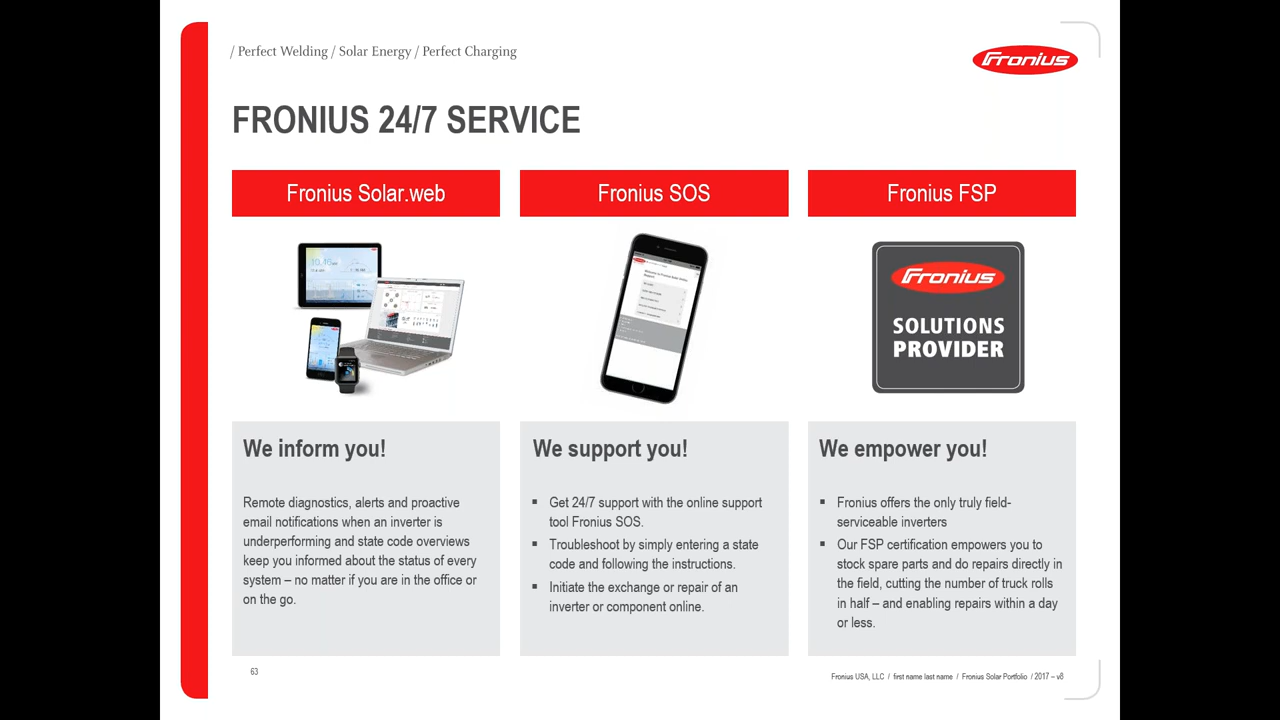 / Perfect Welding / Solar Energy / Perfect Charging
Fronius
FRONIUS 24/7 SERVICE
Fronius Solar.web
Fronius SOS
Fronius FSP
Fronius
SOLUTIONS
PROVIDER
We inform you!
Remote diagnostics, alerts and proactive
email notifications when an inverter is
underperforming and state code overviews
keep you informed about the status of every
system – no matter if you are in the office or
on the go.
We support you!
▪ Get 24/7 support with the online support
tool Fronius SOS.
▪ Troubleshoot by simply entering a state
code and following the instructions.
▪ Initiate the exchange or repair of an
inverter or component online.
We empower you!
▪ Fronius offers the only truly field-
serviceable inverters
▪ Our FSP certification empowers you to
stock spare parts and do repairs directly in
the field, cutting the number of truck rolls
in half – and enabling repairs within a day
or less.
63
Fronius USA, LLC / first name last name / Fronius Solar Portfolio / 2017 – v8